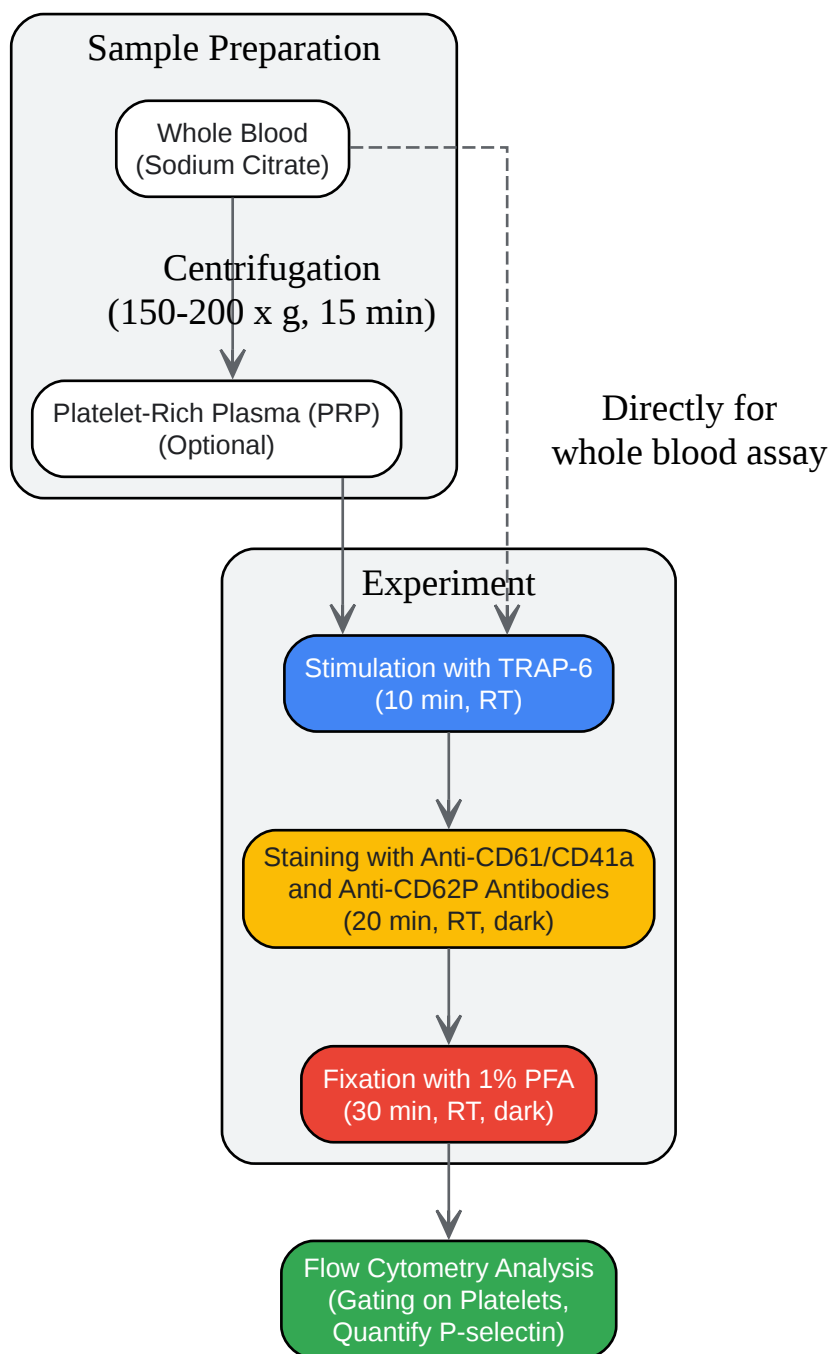 Sample Preparation
Whole Blood
(Sodium Citrate)
Centrifugation
(150-200 x g, 15 min)
Platelet-Rich Plasma (PRP)
(Optional)
Directly for
whole blood assay
Experiment
Stimulation with TRAP-6
(10 min, RT)
Staining with Anti-CD61/CD41a
and Anti-CD62P Antibodies
(20 min, RT, dark)
Fixation with 1% PFA
(30 min, RT, dark)
Flow Cytometry Analysis
(Gating on Platelets,
Quantify P-selectin)